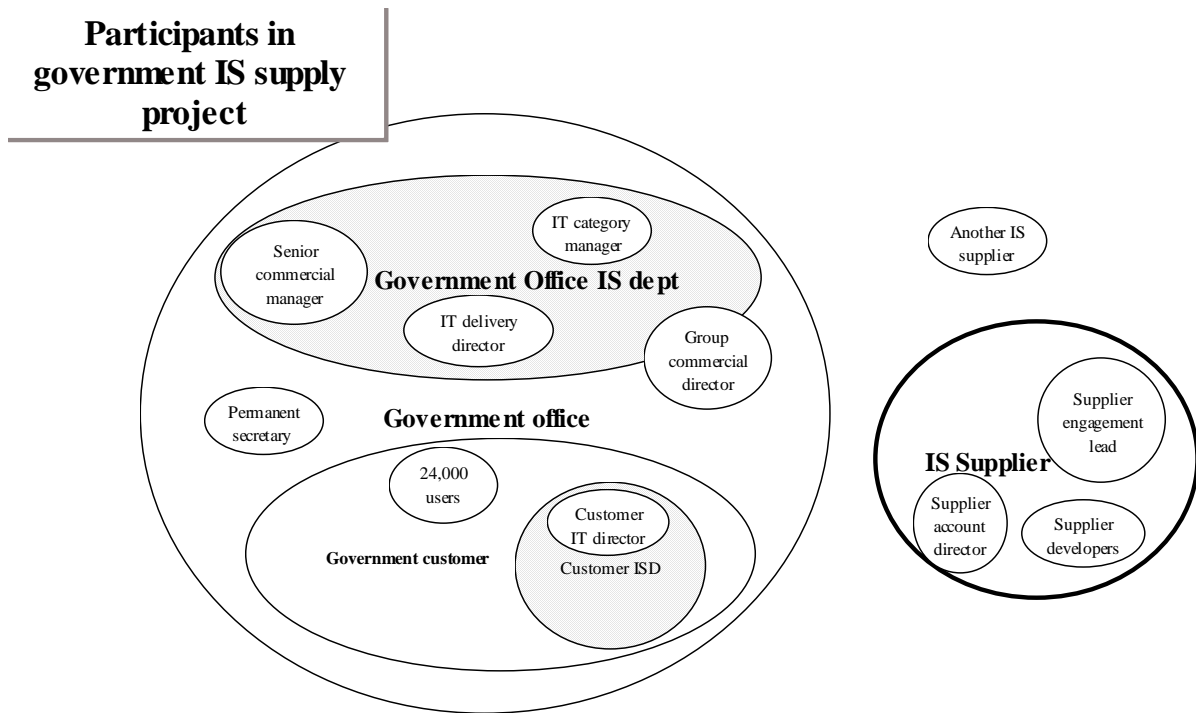 Participants in
government IS supply
project
IT category
manager
Senior
commercial
manager
Government Office IS dept
IT delivery
director
Group
commercial
director
Another IS
supplier
Permanent
secretary
Government office
24,000
users
Customer
IT director
Government customer
Customer ISD
Supplier
engagement
lead
IS Supplier
Supplier
account
director
Supplier
developers